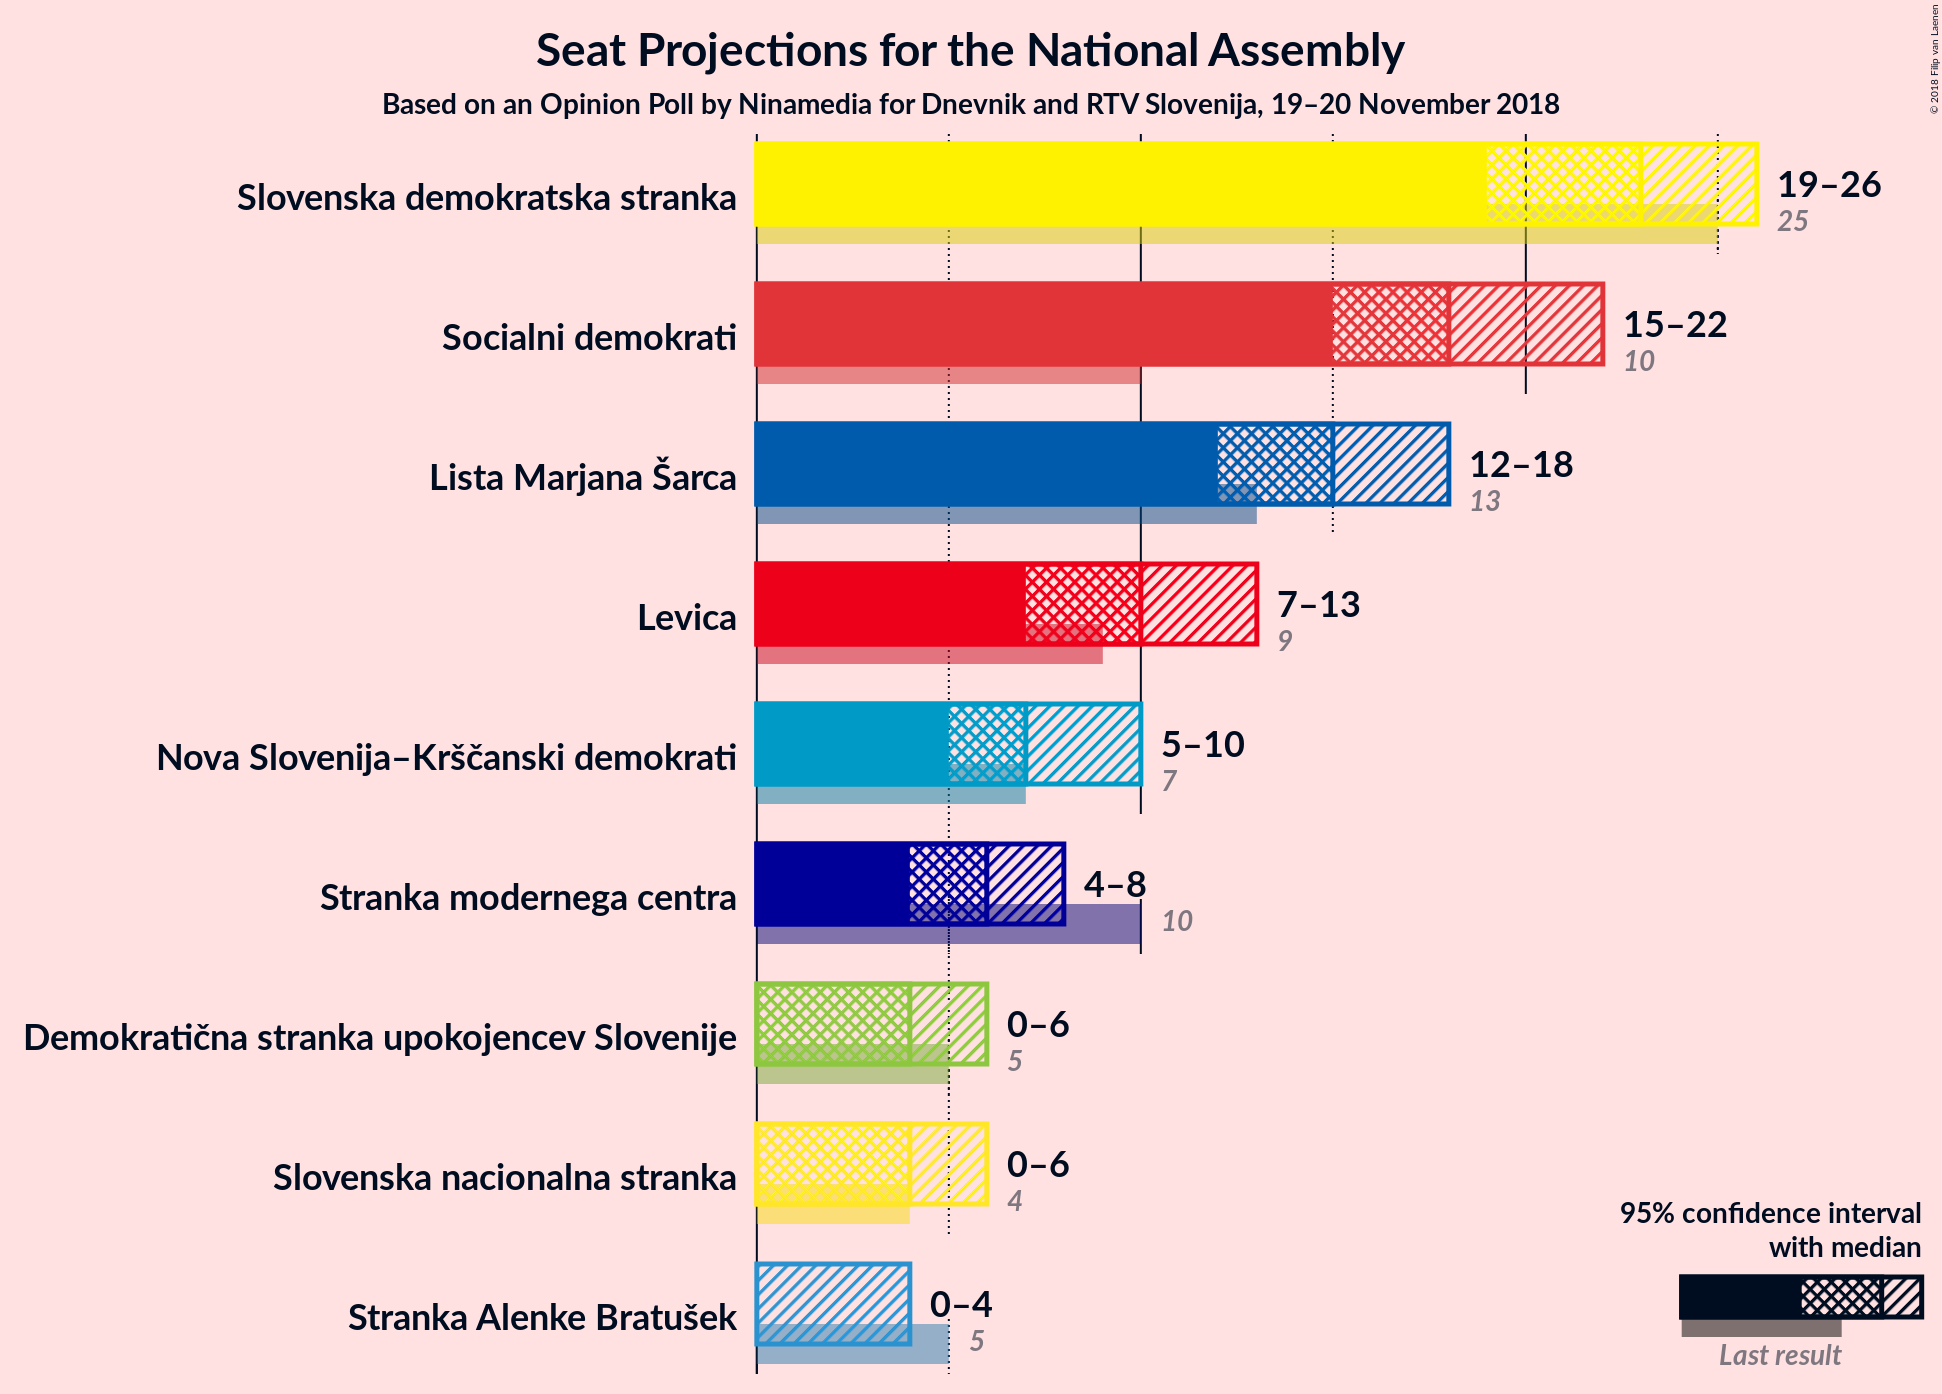 Seat Projections for the National Assembly
Based on an Opinion Poll by Ninamedia for Dnevnik and RTV Slovenija, 19–20 November 2018
© 2018 Filip van Laenen
Slovenska demokratska stranka
19–26
25
Socialni demokrati
15–22
10
Lista Marjana Šarca
12–18
13
Levica
7–13
9
Nova Slovenija–Krščanski demokrati
5–10
7
Stranka modernega centra
4–8
10
Demokratična stranka upokojencev Slovenije
0–6
5
Slovenska nacionalna stranka
0–6
4
Stranka Alenke Bratušek
0–4
5
95% confidence interval
with median
Last result